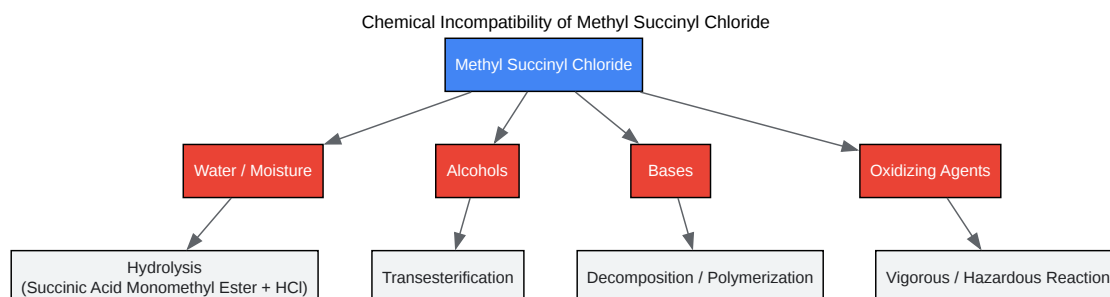 Chemical Incompatibility of Methyl Succinyl Chloride
Methyl Succinyl Chloride
Water / Moisture
Alcohols
Bases
Oxidizing Agents
Hydrolysis
(Succinic Acid Monomethyl Ester + HCl)
Transesterification
Decomposition / Polymerization
Vigorous / Hazardous Reaction